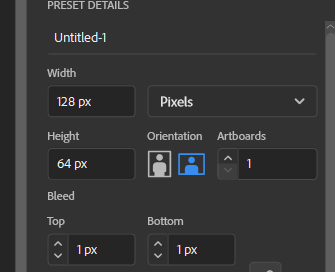 PRESET DETAILS
Untitled-1
Width
128 px Pixels
Height Orientation Artboards
64 px 1
Bleed
Top Bottom
1 px 1 px